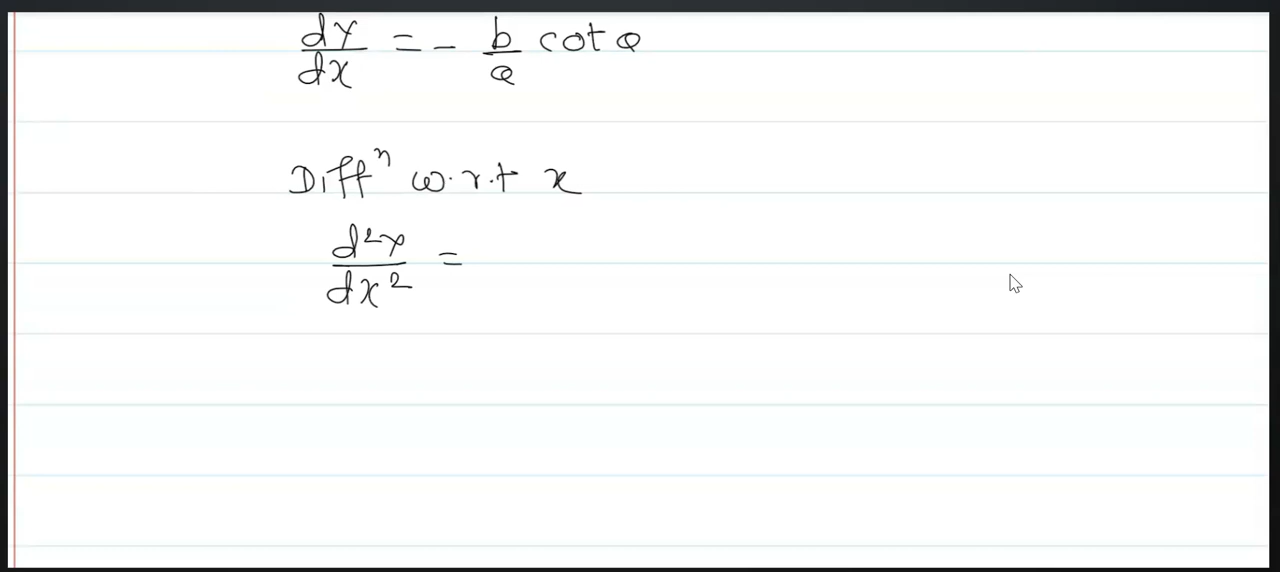 dy/dx = - b/a cot θ
Diffⁿ w.r.t x
d²y/dx² =